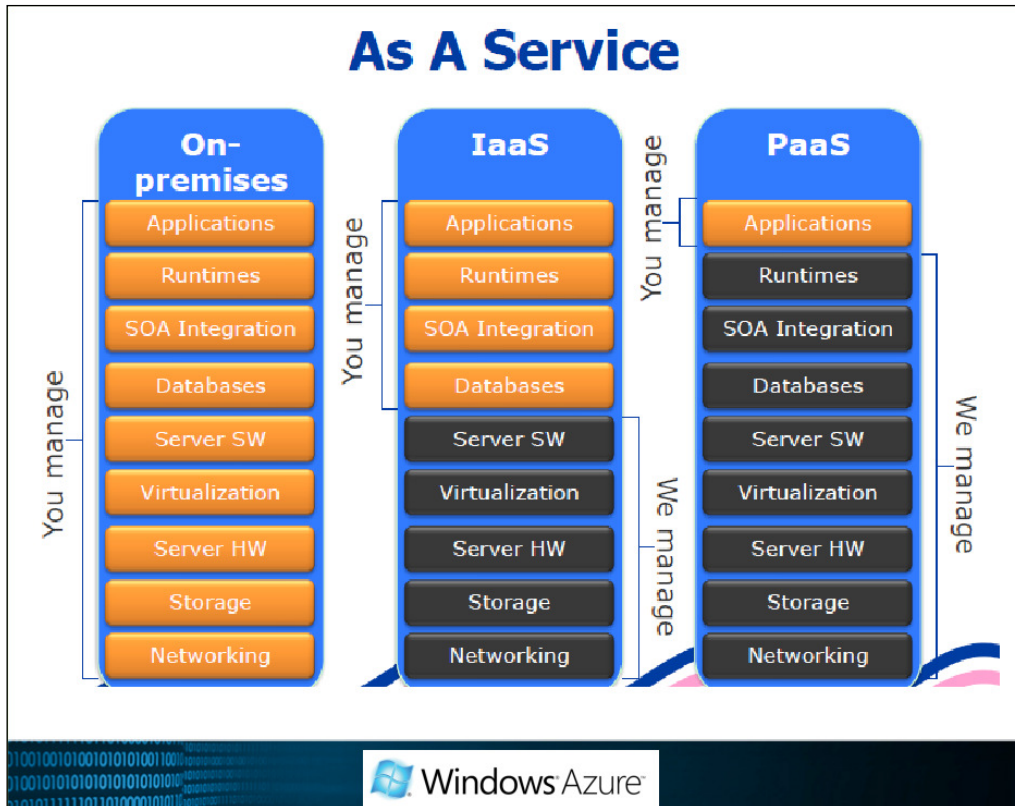 As A Service
On-
premises
Applications
Runtimes
SOA Integration
Databases
Server SW
Virtualization
Server HW
Storage
Networking
You manage
IaaS
Applications
Runtimes
SOA Integration
Databases
Server SW
Virtualization
Server HW
Storage
Networking
You manage
We manage
PaaS
Applications
Runtimes
SOA Integration
Databases
Server SW
Virtualization
Server HW
Storage
Networking
You manage
We manage
Windows Azure